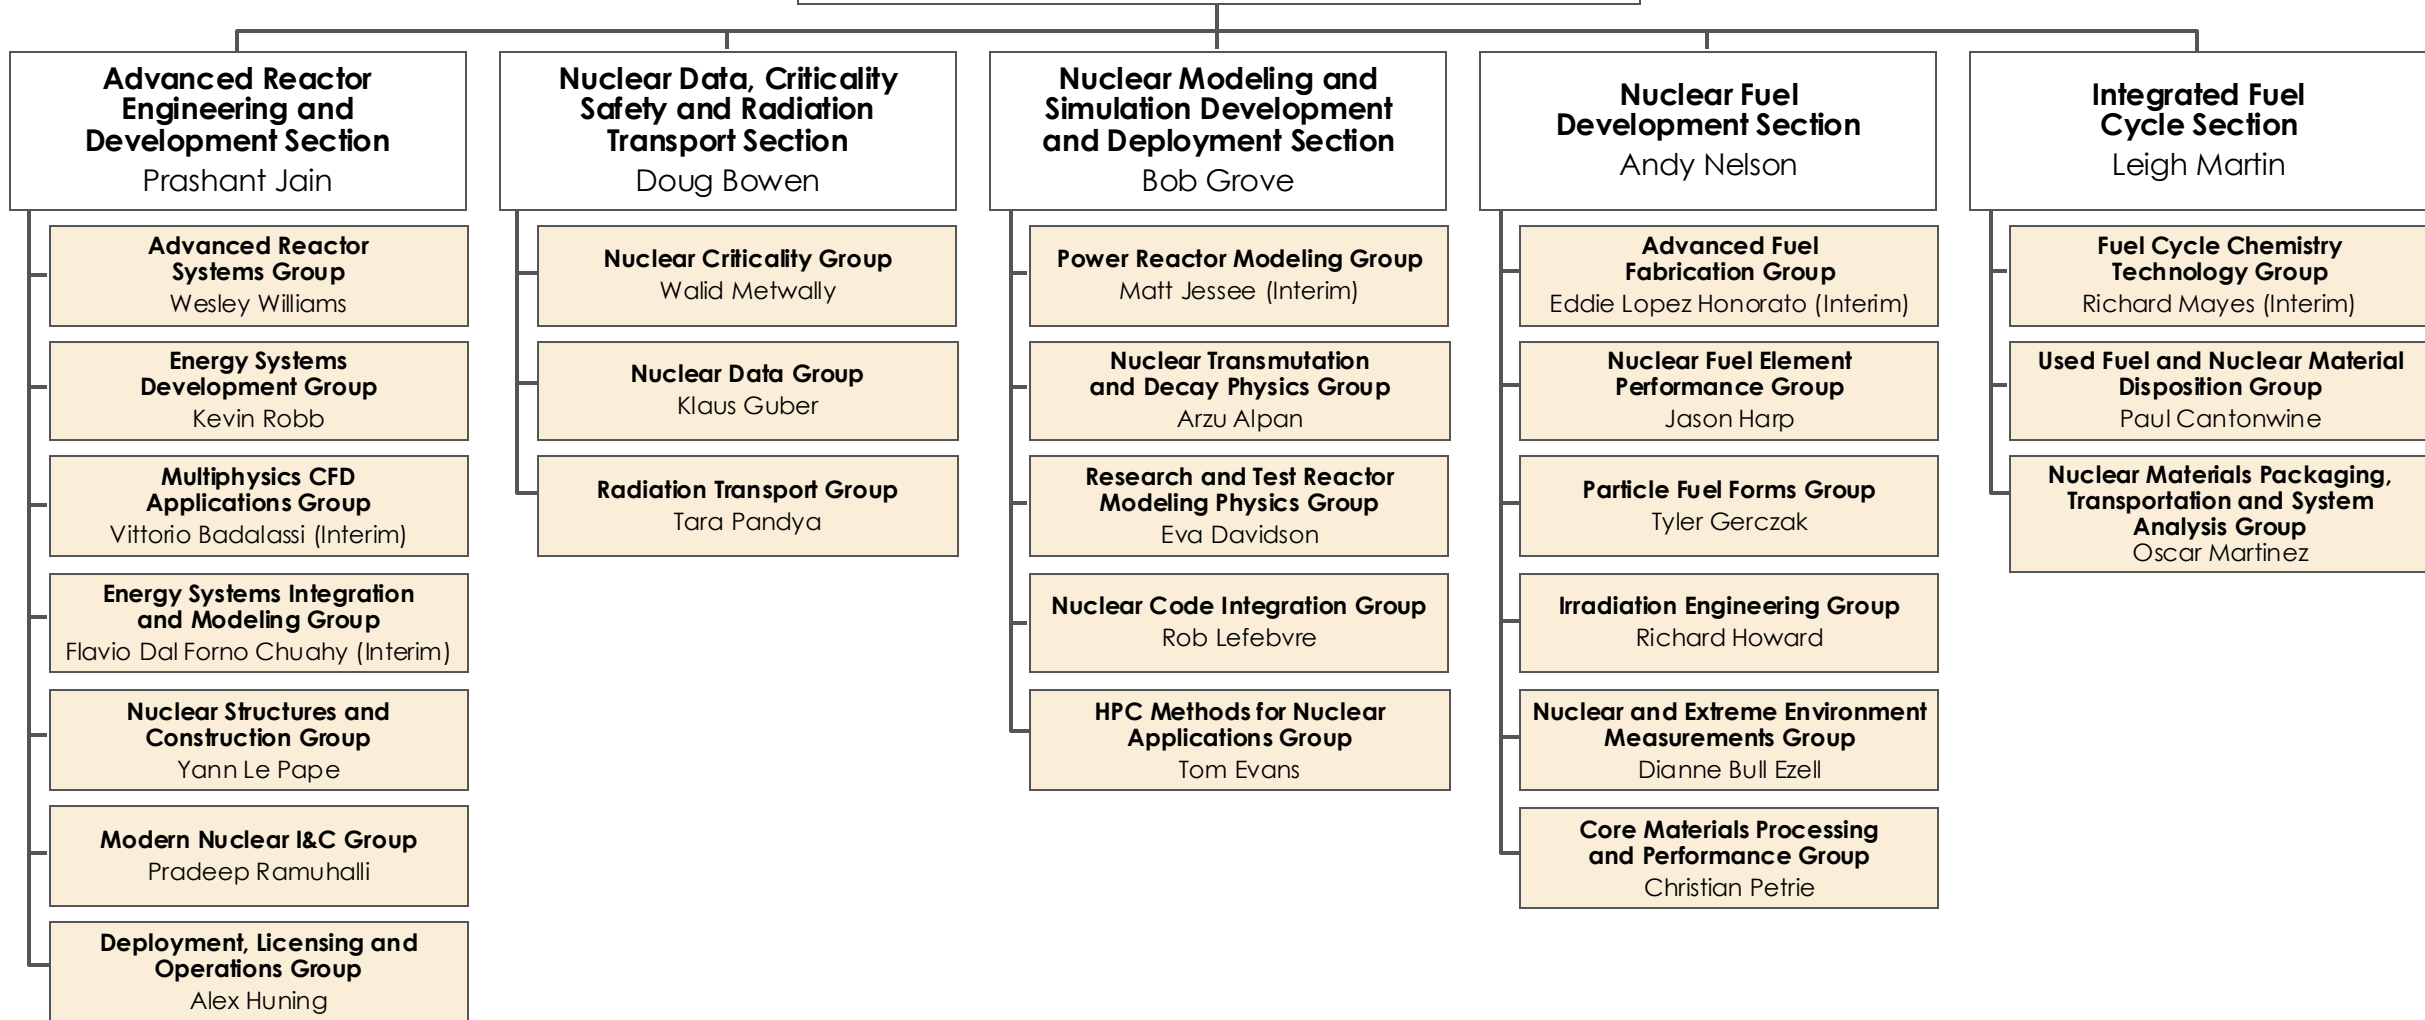 Advanced Reactor
Engineering and
Development Section
Prashant Jain
Advanced Reactor
Systems Group
Wesley Williams
Energy Systems
Development Group
Kevin Robb
Multiphysics CFD
Applications Group
Vittorio Badalassi (Interim)
Energy Systems Integration
and Modeling Group
Flavio Dal Forno Chuahy (Interim)
Nuclear Structures and
Construction Group
Yann Le Pape
Modern Nuclear I&C Group
Pradeep Ramuhalli
Deployment, Licensing and
Operations Group
Alex Huning
Nuclear Data, Criticality
Safety and Radiation
Transport Section
Doug Bowen
Nuclear Criticality Group
Walid Metwally
Nuclear Data Group
Klaus Guber
Radiation Transport Group
Tara Pandya
Nuclear Modeling and
Simulation Development
and Deployment Section
Bob Grove
Power Reactor Modeling Group
Matt Jessee (Interim)
Nuclear Transmutation
and Decay Physics Group
Arzu Alpan
Research and Test Reactor
Modeling Physics Group
Eva Davidson
Nuclear Code Integration Group
Rob Lefebvre
HPC Methods for Nuclear
Applications Group
Tom Evans
Nuclear Fuel
Development Section
Andy Nelson
Advanced Fuel
Fabrication Group
Eddie Lopez Honorato (Interim)
Nuclear Fuel Element
Performance Group
Jason Harp
Particle Fuel Forms Group
Tyler Gerczak
Irradiation Engineering Group
Richard Howard
Nuclear and Extreme Environment
Measurements Group
Dianne Bull Ezell
Core Materials Processing
and Performance Group
Christian Petrie
Integrated Fuel
Cycle Section
Leigh Martin
Fuel Cycle Chemistry
Technology Group
Richard Mayes (Interim)
Used Fuel and Nuclear Material
Disposition Group
Paul Cantonwine
Nuclear Materials Packaging,
Transportation and System
Analysis Group
Oscar Martinez